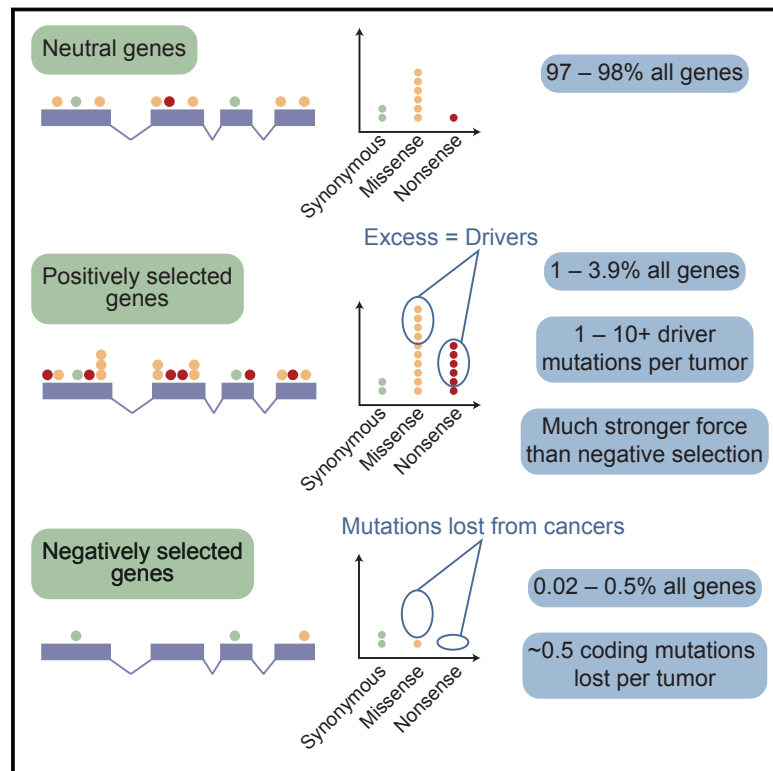 Neutral genes
97 – 98% all genes
Synonymous
Missense
Nonsense
Excess = Drivers
Positively selected
genes
1 – 3.9% all genes
1 – 10+ driver
mutations per tumor
Much stronger force
than negative selection
Synonymous
Missense
Nonsense
Mutations lost from cancers
Negatively selected
genes
0.02 – 0.5% all genes
~0.5 coding mutations
lost per tumor
Synonymous
Missense
Nonsense